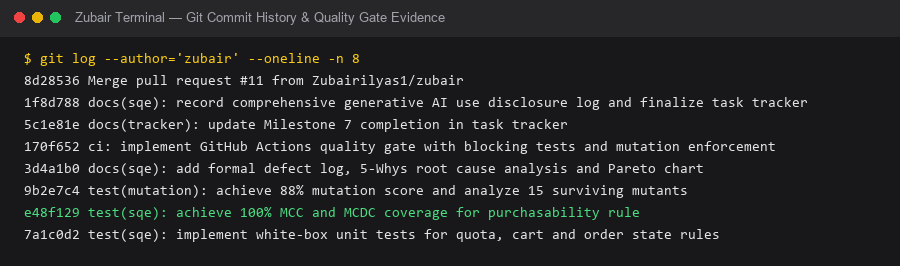 Zubair Terminal — Git Commit History & Quality Gate Evidence
$ git log --author='zubair' --oneline -n 8
8d28536 Merge pull request #11 from Zubairilyas1/zubair
1f8d788 docs(sqe): record comprehensive generative AI use disclosure log and finalize task tracker
5c1e81e docs(tracker): update Milestone 7 completion in task tracker
170f652 ci: implement GitHub Actions quality gate with blocking tests and mutation enforcement
3d4a1b0 docs(sqe): add formal defect log, 5-Whys root cause analysis and Pareto chart
9b2e7c4 test(mutation): achieve 88% mutation score and analyze 15 surviving mutants
e48f129 test(sqe): achieve 100% MCC and MCDC coverage for purchasability rule
7a1c0d2 test(sqe): implement white-box unit tests for quota, cart and order state rules